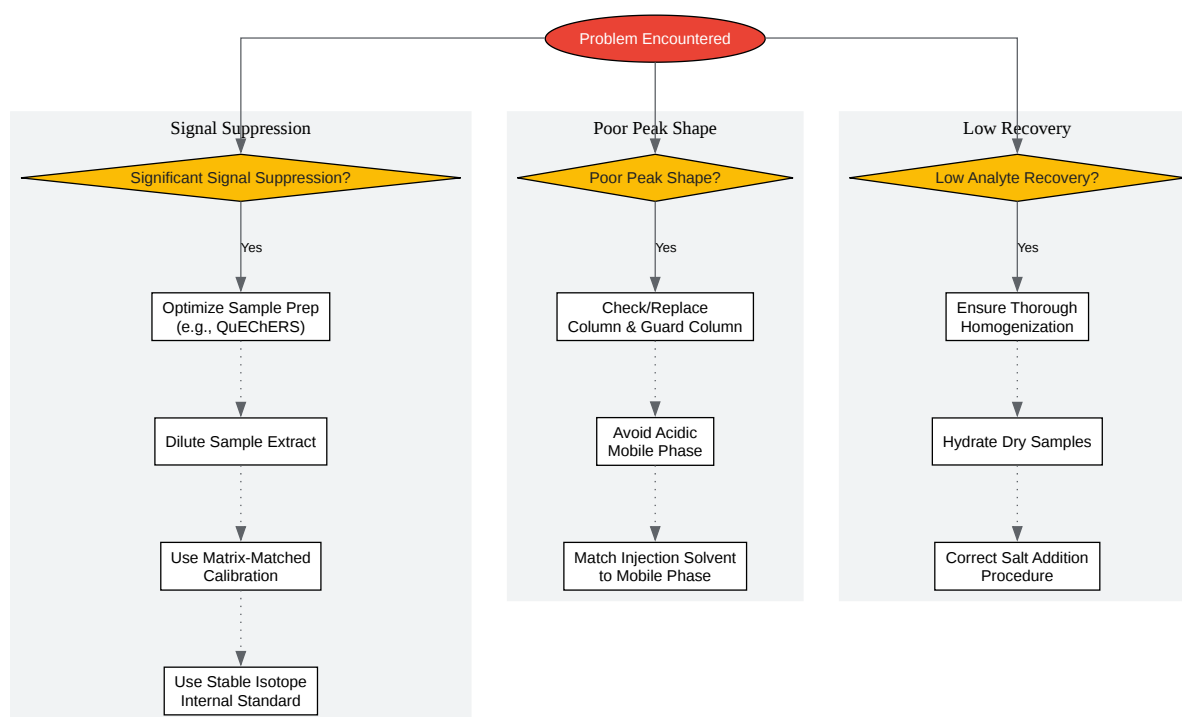 Problem Encountered
Signal Suppression
Significant Signal Suppression?
Yes
Optimize Sample Prep
(e.g., QuEChERS)
Dilute Sample Extract
Use Matrix-Matched
Calibration
Use Stable Isotope
Internal Standard
Poor Peak Shape
Poor Peak Shape?
Yes
Check/Replace
Column & Guard Column
Avoid Acidic
Mobile Phase
Match Injection Solvent
to Mobile Phase
Low Recovery
Low Analyte Recovery?
Yes
Ensure Thorough
Homogenization
Hydrate Dry Samples
Correct Salt Addition
Procedure